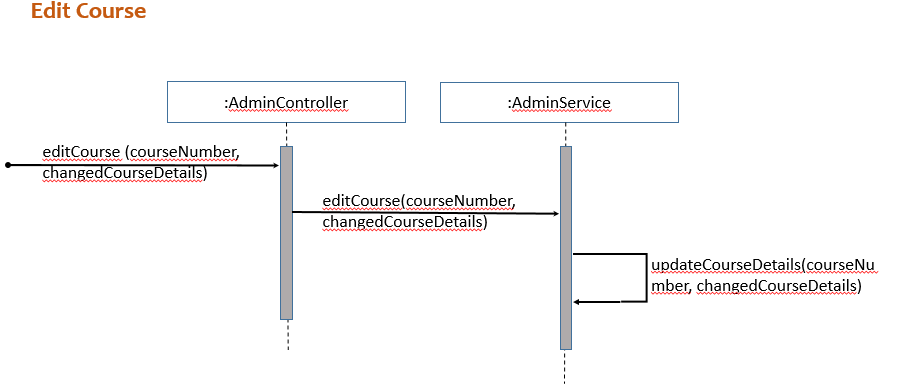 Edit Course
:AdminController
:AdminService
editCourse (courseNumber,
changedCourseDetails)
editCourse(courseNumber,
changedCourseDetails)
updateCourseDetails(courseNu
mber, changedCourseDetails)